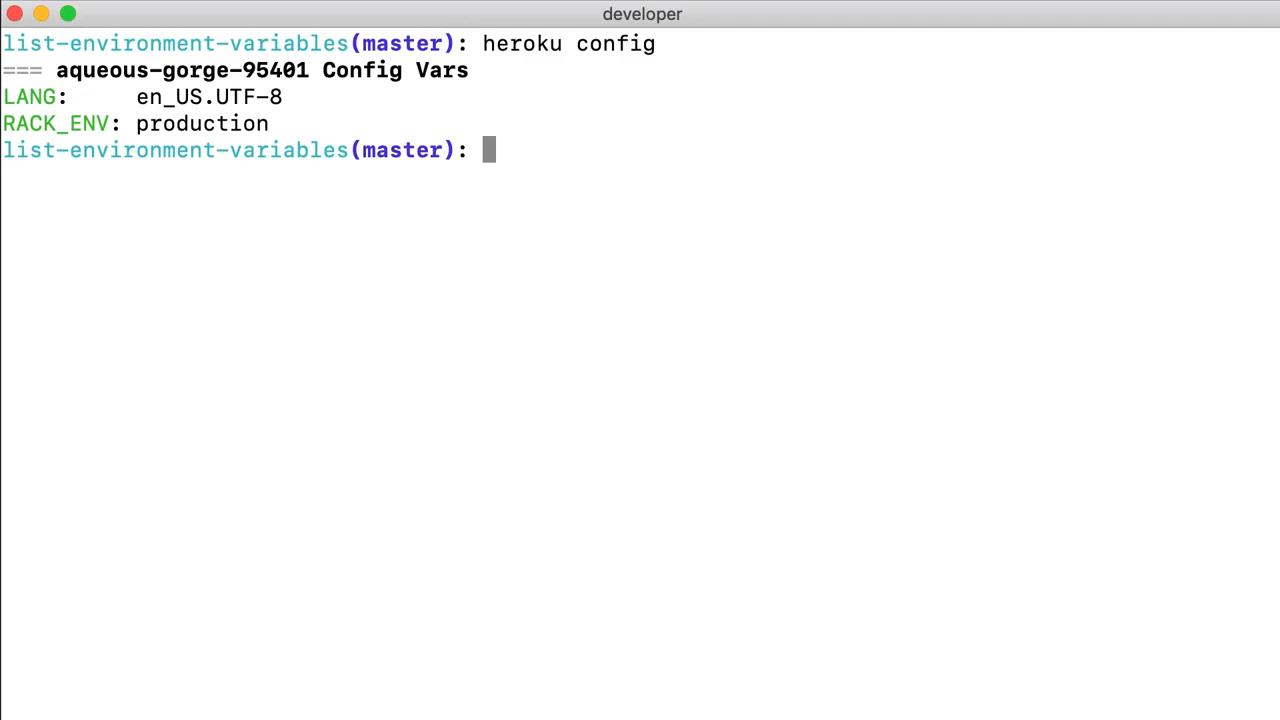 developer
list-environment-variables(master): heroku config
=== aqueous-gorge-95401 Config Vars
LANG:     en_US.UTF-8
RACK_ENV: production
list-environment-variables(master):